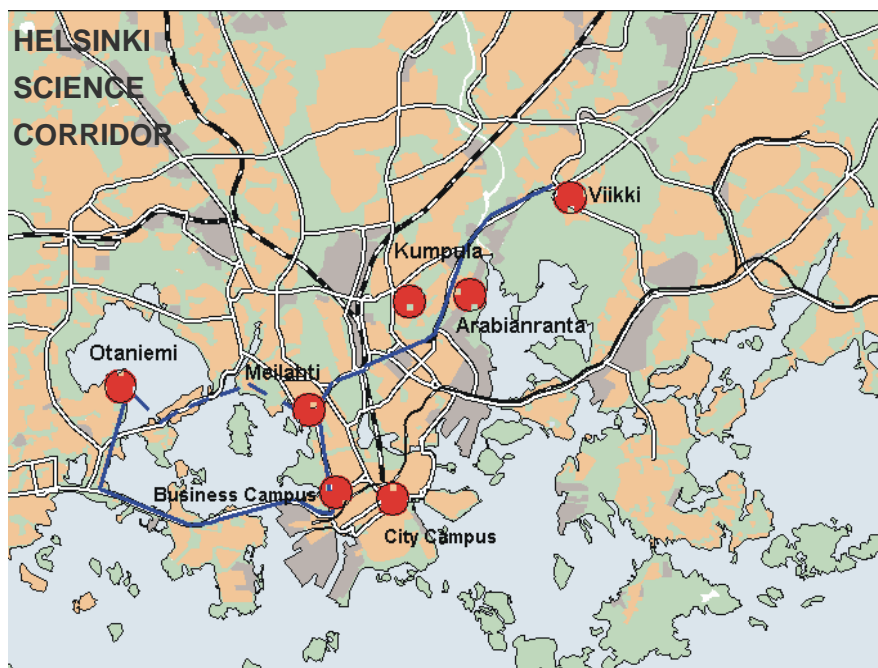 HELSINKI
SCIENCE
CORRIDOR
Viikki
Kumpula
Arabianranta
Otaniemi
Meilahti
Business Campus
City Campus